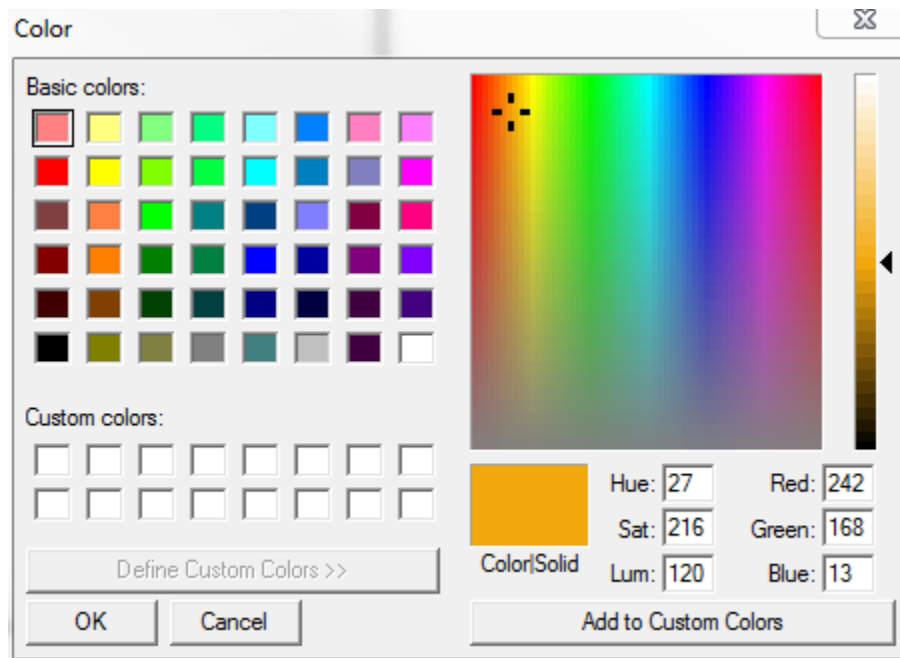 Color
Basic colors:
Custom colors:
Define Custom Colors >>
OK Cancel
Hue: 27 Red: 242
Sat: 216 Green: 168
Color|Solid Lum: 120 Blue: 13
Add to Custom Colors